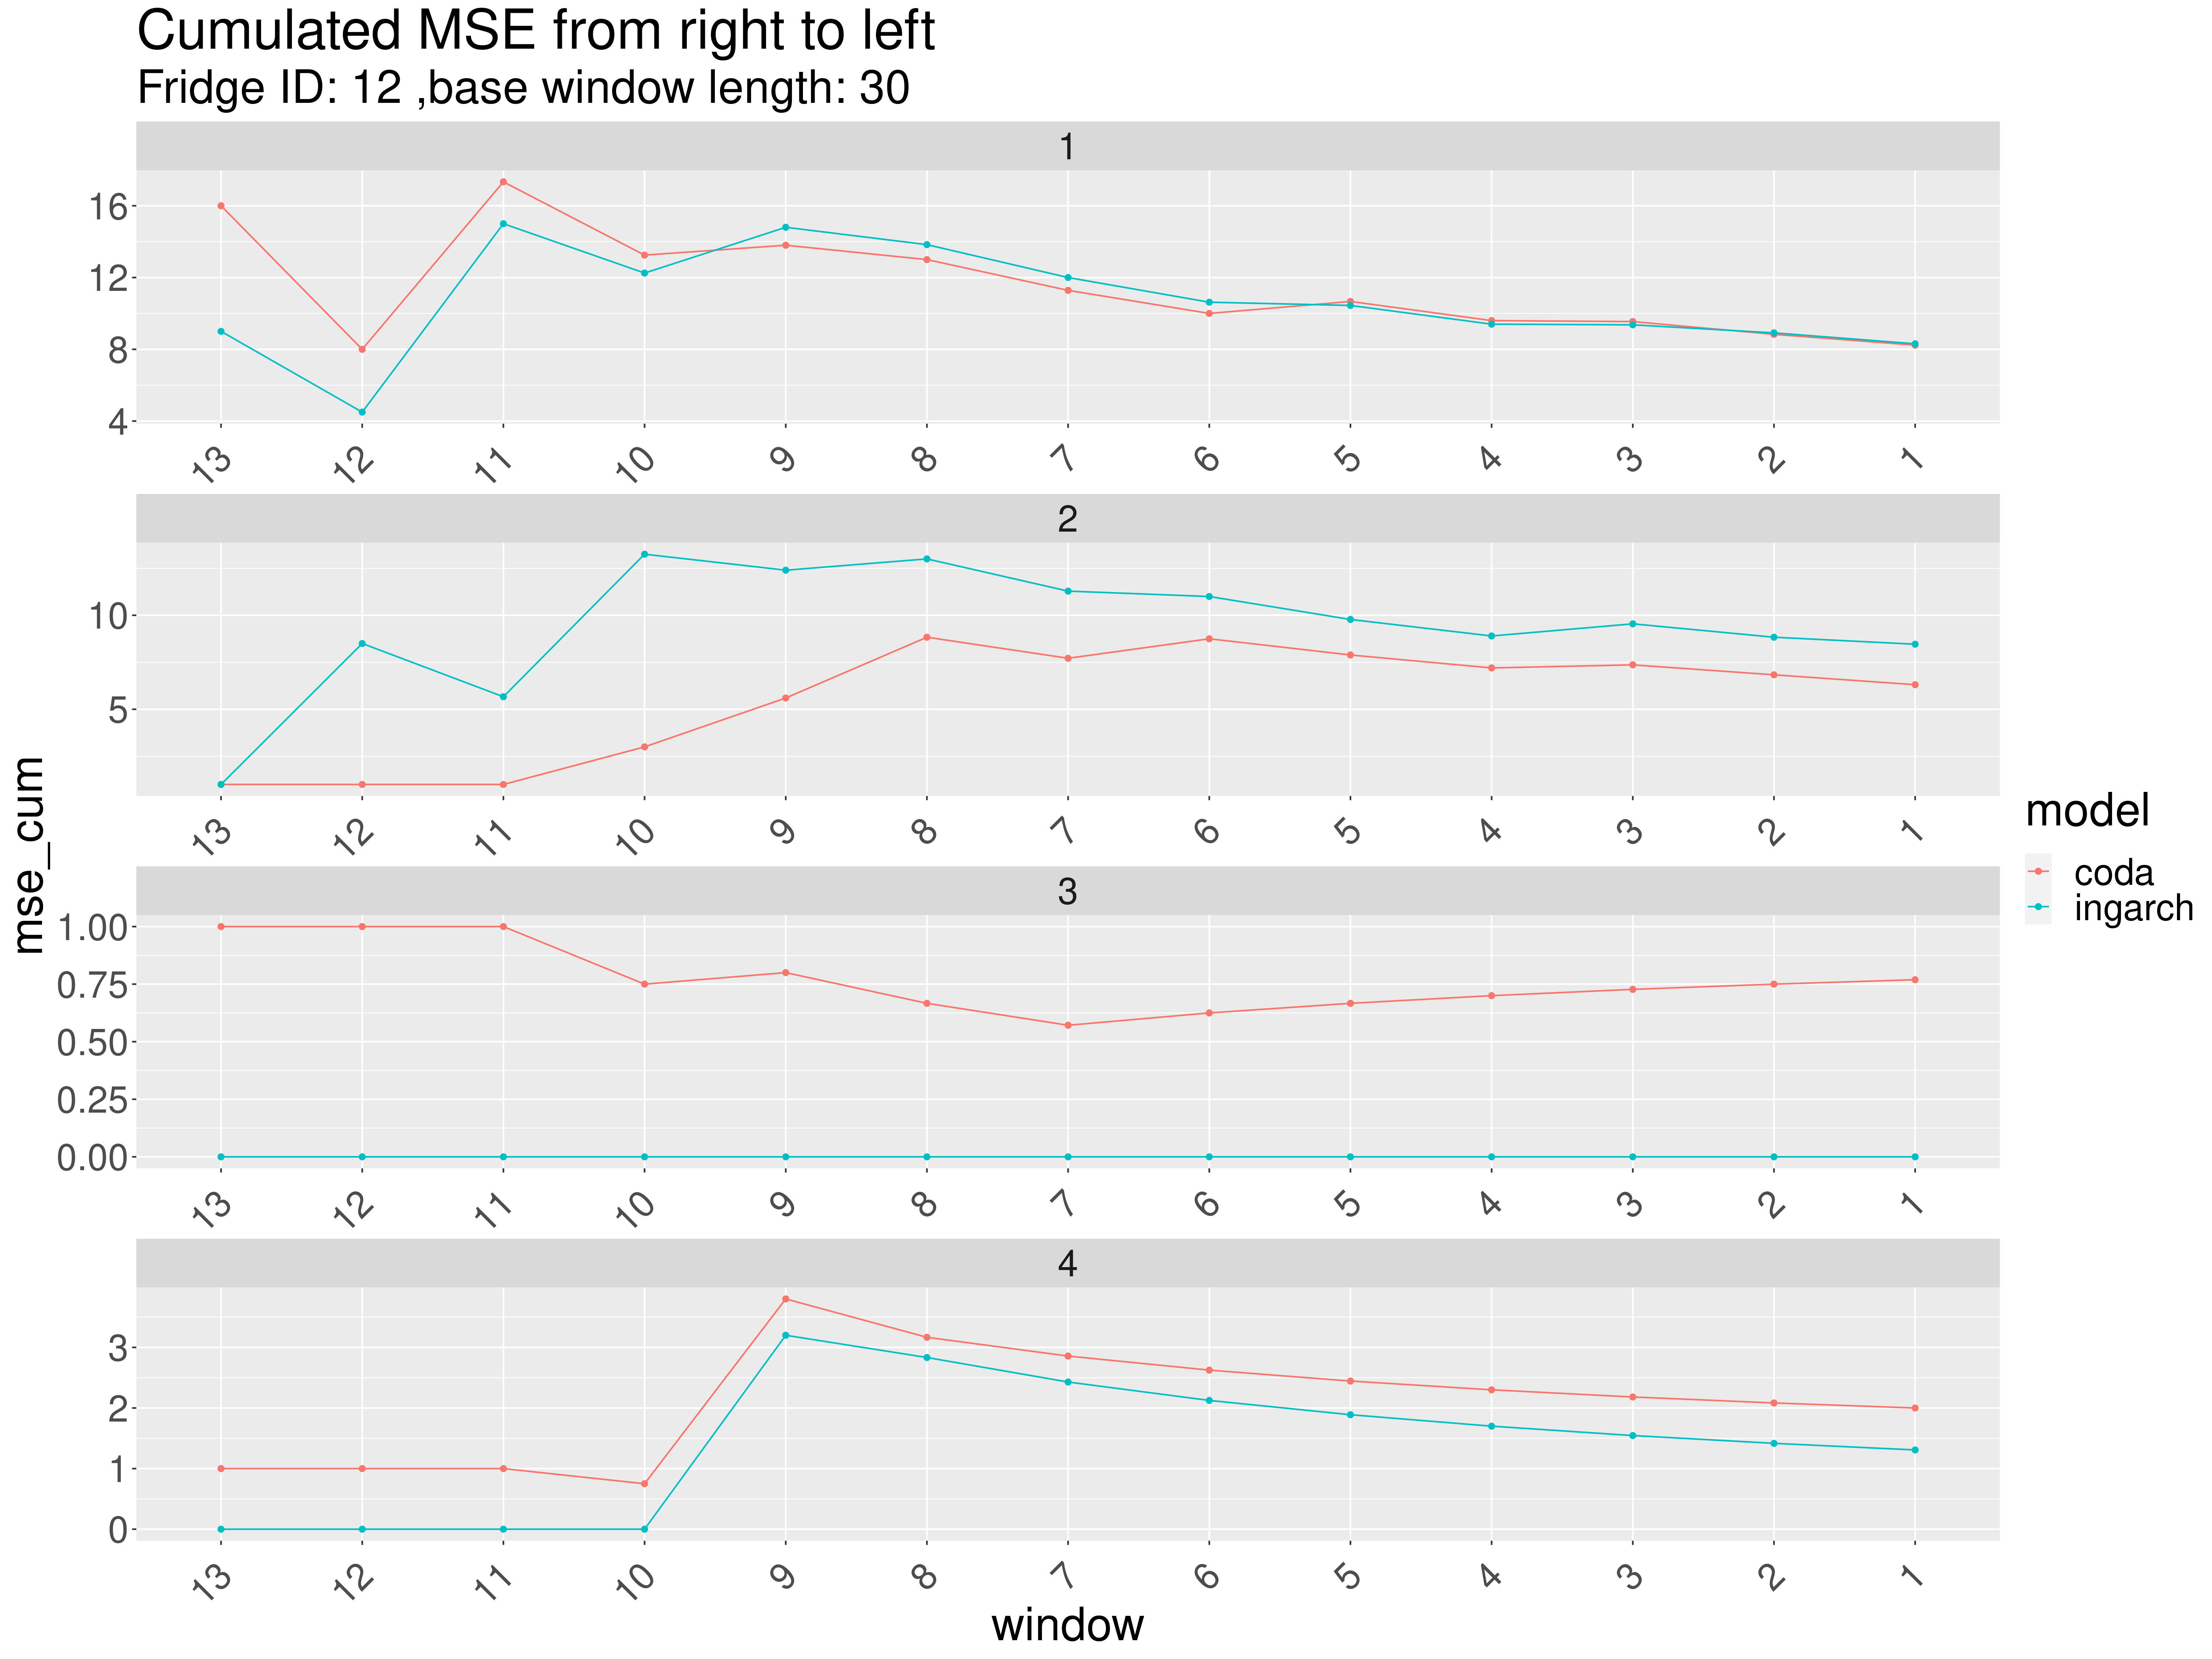 Cumulated MSE from right to left
Fridge ID: 12 ,base window length: 30
1
16
12
8
4
13 12 11 10 9 8 7 6 5 4 3 2 1
2
10
5
13 12 11 10 9 8 7 6 5 4 3 2 1
3
1.00
0.75
0.50
0.25
0.00
13 12 11 10 9 8 7 6 5 4 3 2 1
4
3
2
1
0
13 12 11 10 9 8 7 6 5 4 3 2 1
window
mse_cum
model
coda
ingarch